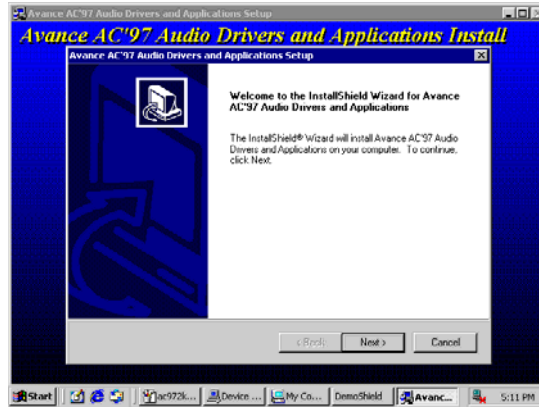 Avance AC'97 Audio Drivers and Applications Setup
Avance AC'97 Audio Drivers and Applications Install
Avance AC'97 Audio Drivers and Applications Setup
Welcome to the InstallShield Wizard for Avance
AC'97 Audio Drivers and Applications
The InstallShield® Wizard will install Avance AC'97 Audio
Drivers and Applications on your computer. To continue,
click Next.
< Back
Next >
Cancel
Start
ac972k...
Device ...
My Co...
DemoShield
Avanc...
5:11 PM